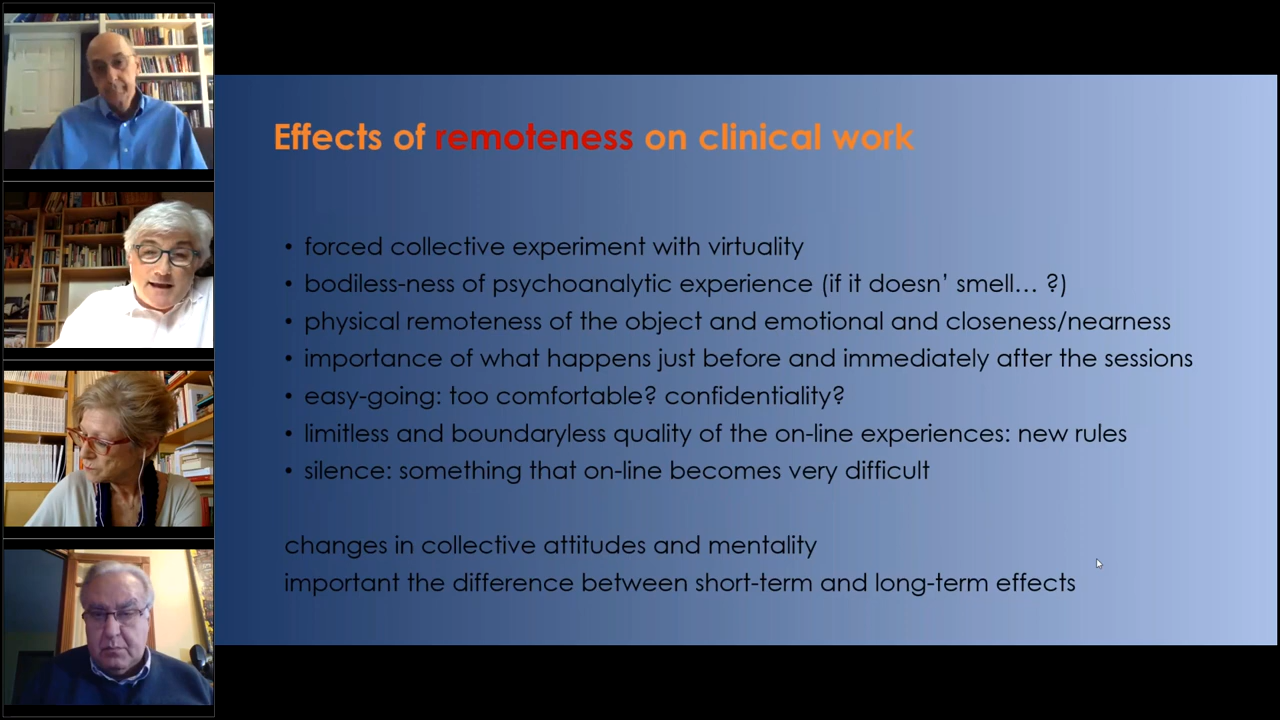 Effects of remoteness on clinical work
• forced collective experiment with virtuality
• bodiless-ness of psychoanalytic experience (if it doesn' smell... ?)
• physical remoteness of the object and emotional and closeness/nearness
• importance of what happens just before and immediately after the sessions
• easy-going: too comfortable? confidentiality?
• limitless and boundaryless quality of the on-line experiences: new rules
• silence: something that on-line becomes very difficult
changes in collective attitudes and mentality
important the difference between short-term and long-term effects